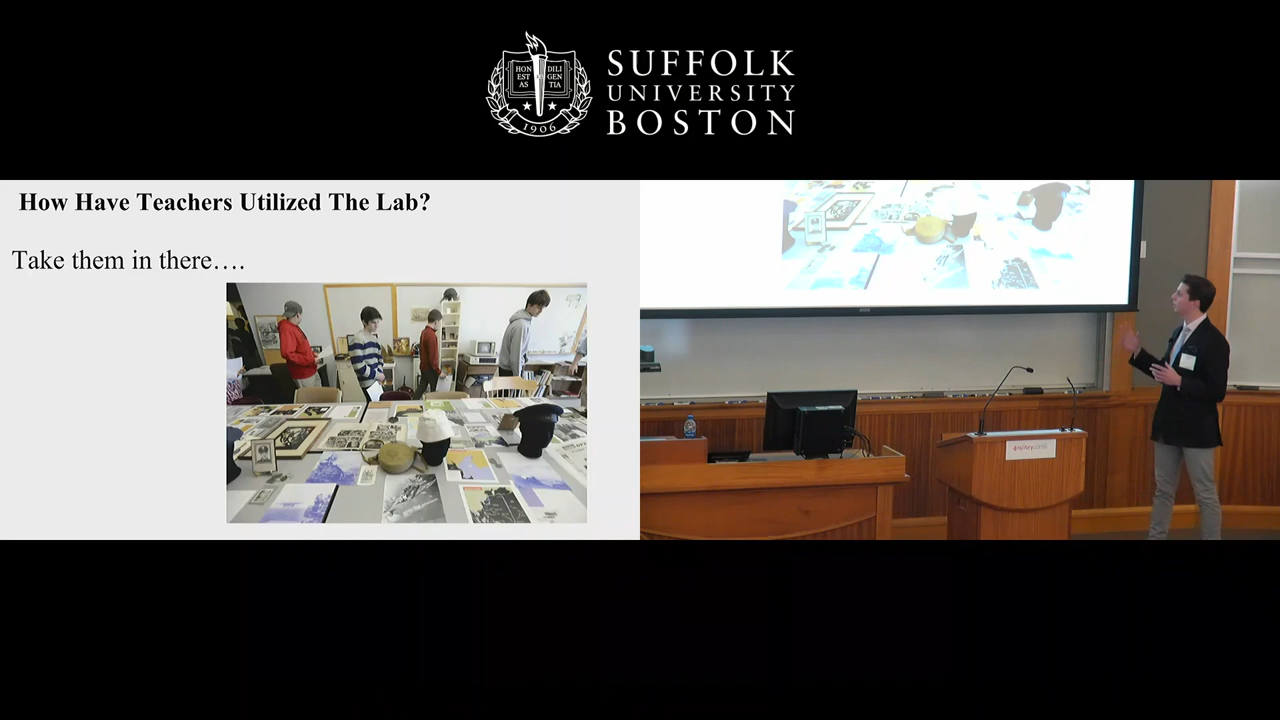 HON EST AS
DILI GEN TIA
1906
SUFFOLK
UNIVERSITY
BOSTON
How Have Teachers Utilized The Lab?
Take them in there….